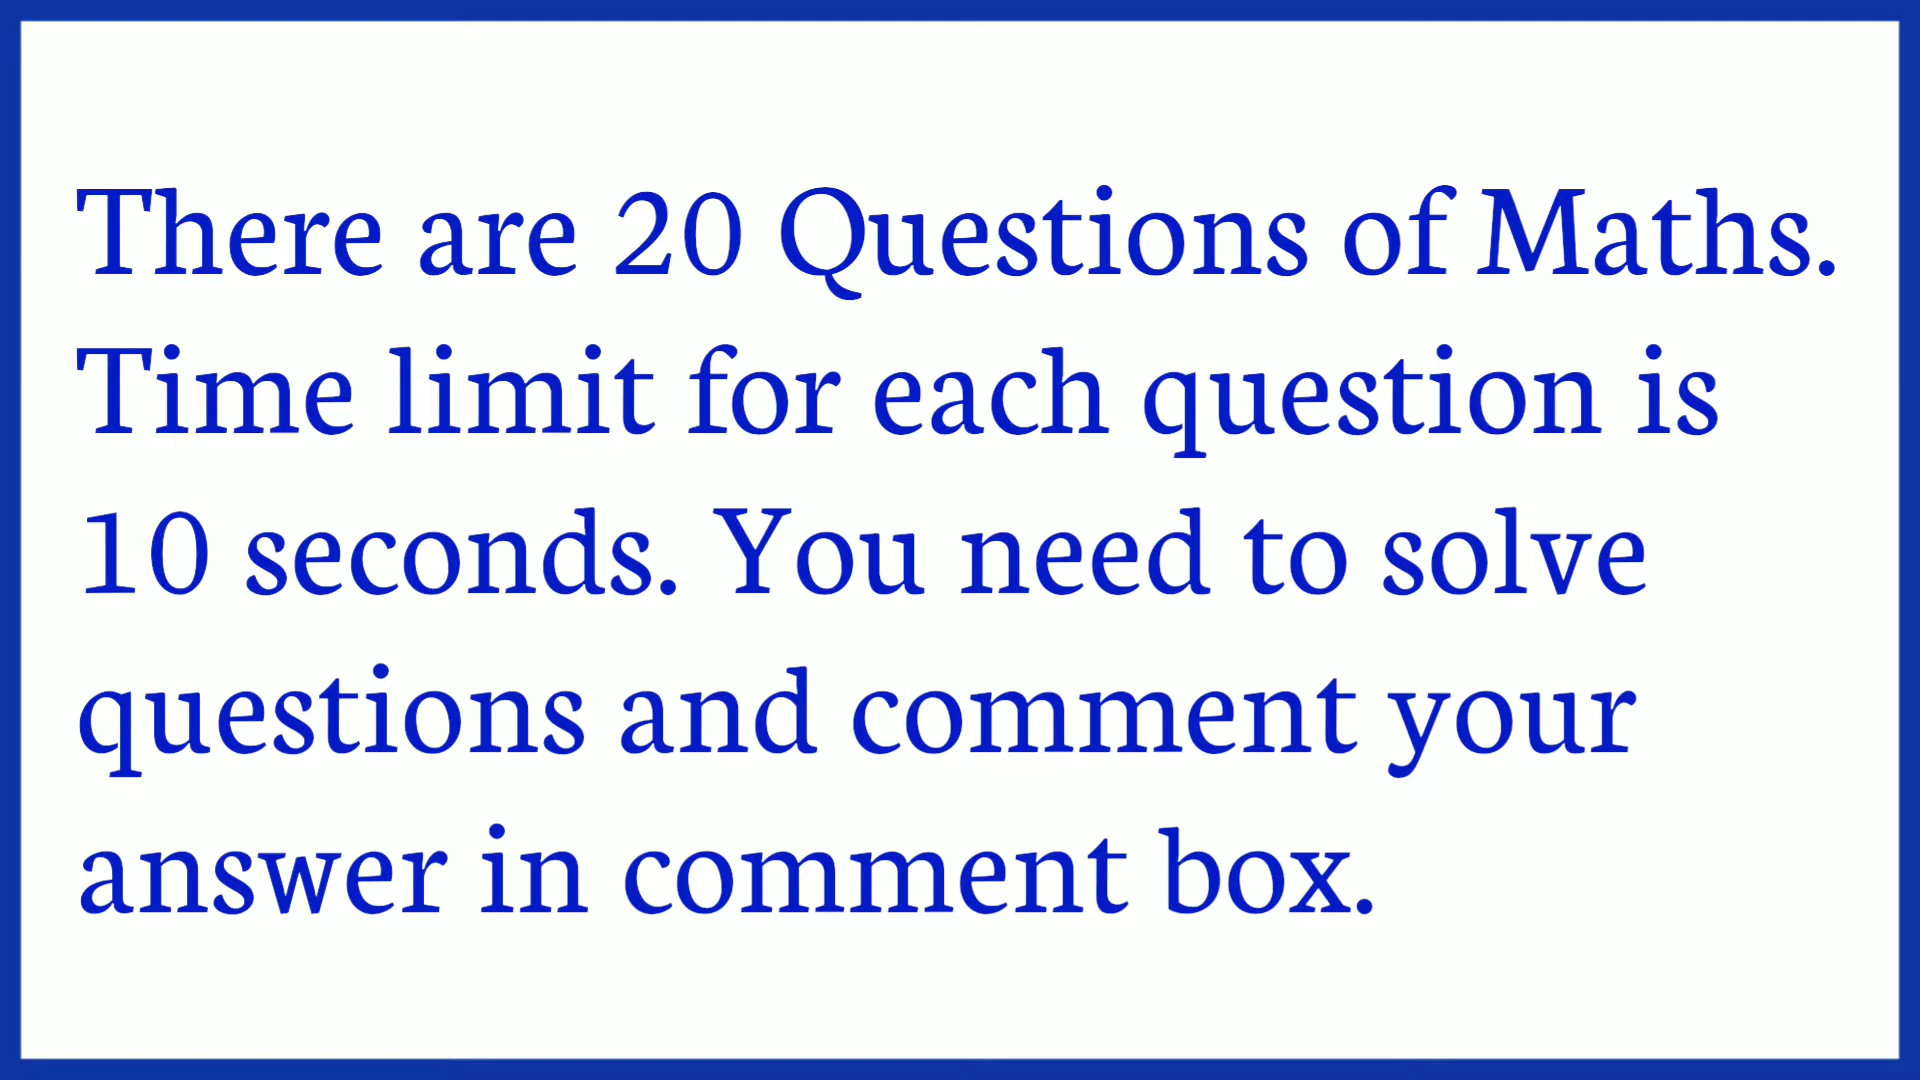 There are 20 Questions of Maths.
Time limit for each question is
10 seconds. You need to solve
questions and comment your
answer in comment box.